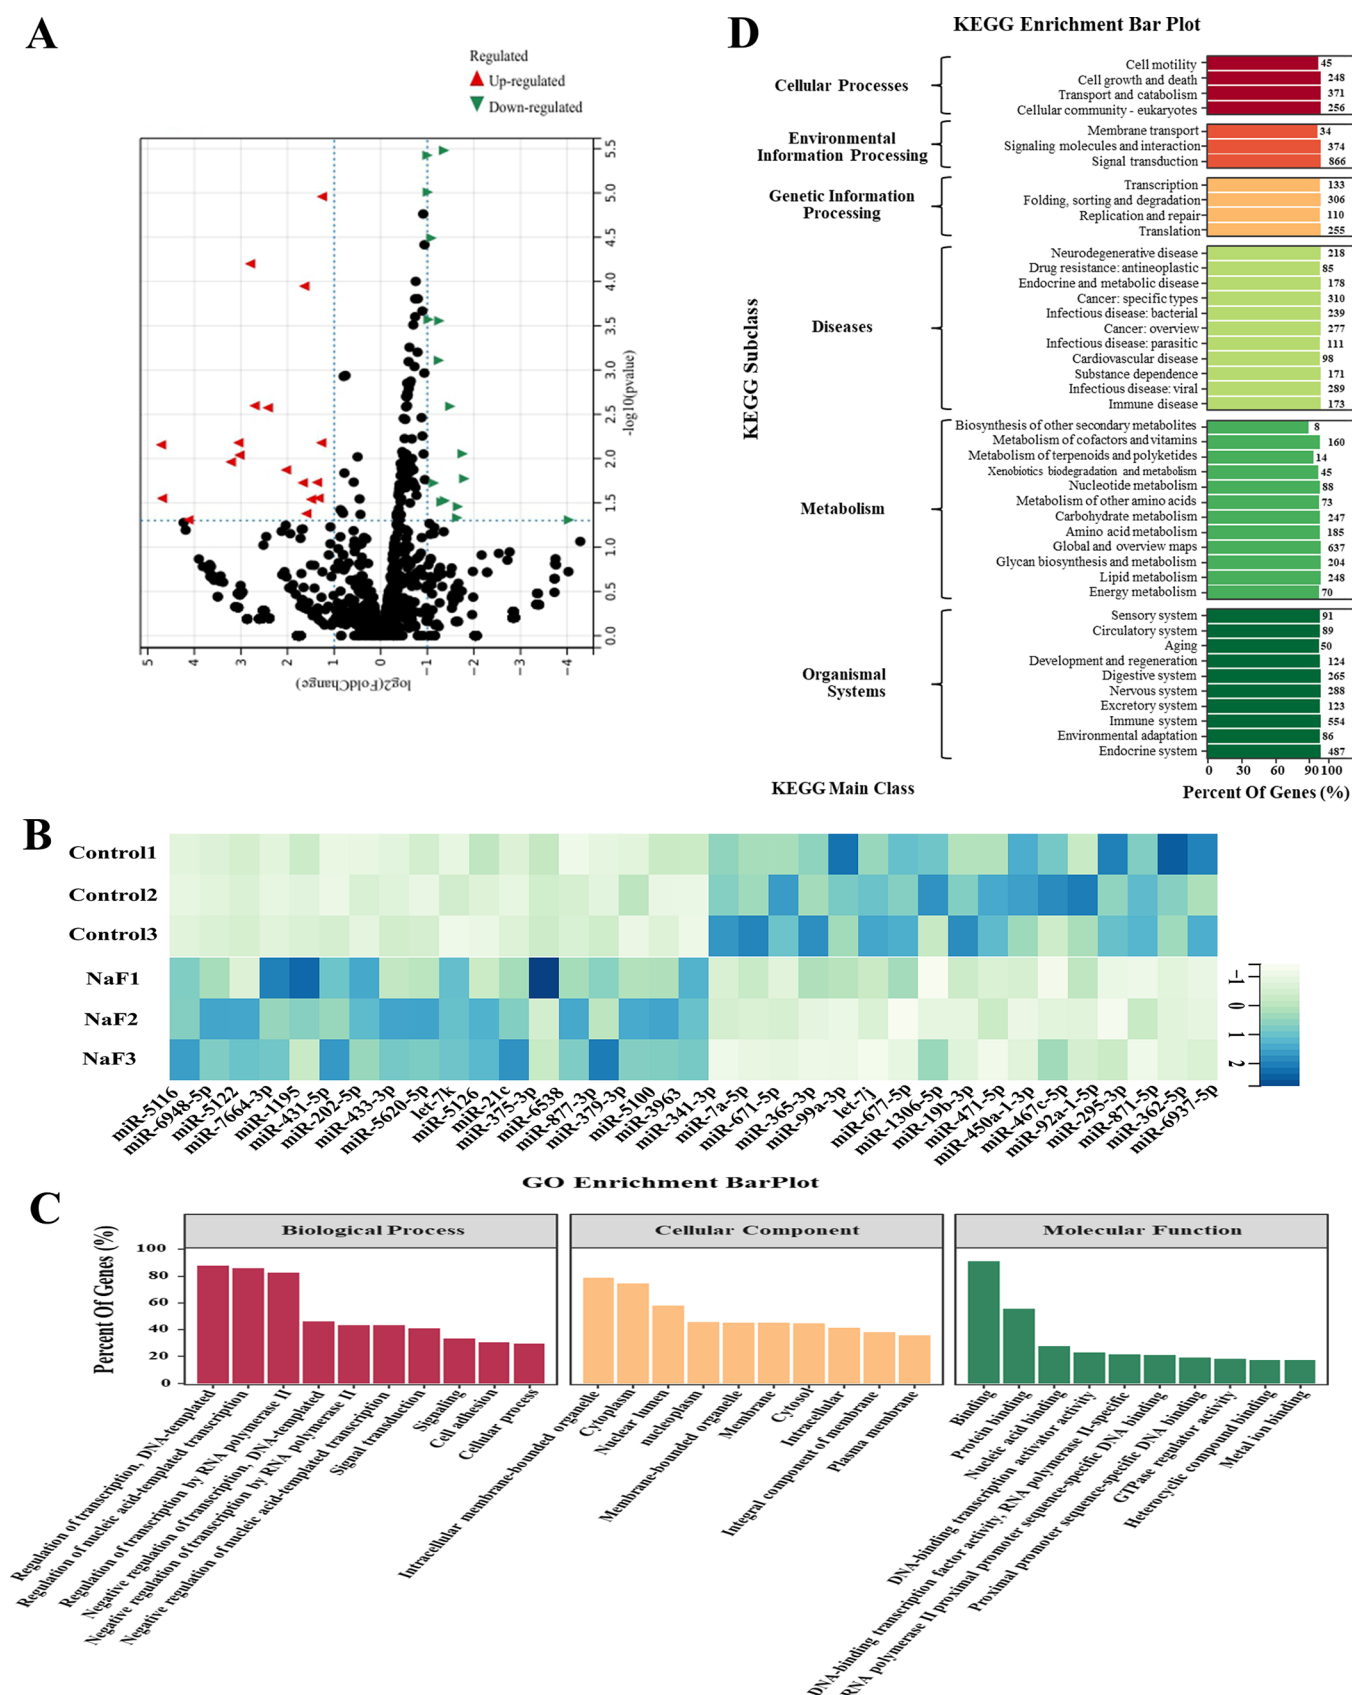 A
Regulated
Up-regulated
Down-regulated
5.5
5.0
4.5
4.0
3.5
3.0
2.5
2.0
1.5
1.0
0.5
0.0
-log10(pvalue)
5
4
3
2
1
0
-1
-2
-3
-4
log2(FoldChange)
D
KEGG Enrichment Bar Plot
KEGG Subclass
Cellular Processes
Cell motility 45
Cell growth and death 248
Transport and catabolism 371
Cellular community - eukaryotes 256
Environmental
Information Processing
Membrane transport 34
Signaling molecules and interaction 374
Signal transduction 866
Genetic Information
Processing
Transcription 133
Folding, sorting and degradation 306
Replication and repair 110
Translation 255
Diseases
Neurodegenerative disease 218
Drug resistance: antineoplastic 85
Endocrine and metabolic disease 178
Cancer: specific types 310
Infectious disease: bacterial 239
Cancer: overview 277
Infectious disease: parasitic 111
Cardiovascular disease 98
Substance dependence 171
Infectious disease: viral 289
Immune disease 173
Metabolism
Biosynthesis of other secondary metabolites 8
Metabolism of cofactors and vitamins 160
Metabolism of terpenoids and polyketides 14
Xenobiotics biodegradation and metabolism 45
Nucleotide metabolism 88
Metabolism of other amino acids 73
Carbohydrate metabolism 247
Amino acid metabolism 185
Global and overview maps 637
Glycan biosynthesis and metabolism 204
Lipid metabolism 248
Energy metabolism 70
Organismal
Systems
Sensory system 91
Circulatory system 89
Aging 50
Development and regeneration 124
Digestive system 265
Nervous system 288
Excretory system 123
Immune system 554
Environmental adaptation 86
Endocrine system 487
0 30 60 90 100
KEGG Main Class
Percent Of Genes (%)
B
Control1
Control2
Control3
NaF1
NaF2
NaF3
-1
0
1
2
miR-5116
miR-6948-5p
miR-5122
miR-7664-3p
miR-1195
miR-431-5p
miR-202-5p
miR-433-3p
miR-5620-5p
let-7k
miR-5126
miR-21c
miR-375-3p
miR-6538
miR-877-3p
miR-379-3p
miR-5100
miR-3963
miR-341-3p
miR-7a-5p
miR-671-5p
miR-365-3p
miR-99a-3p
let-7j
miR-677-5p
miR-1306-5p
miR-19b-3p
miR-471-5p
miR-450a-1-3p
miR-467c-5p
miR-92a-1-5p
miR-295-3p
miR-871-5p
miR-362-5p
miR-6937-5p
GO Enrichment BarPlot
C
Percent Of Genes (%)
100
80
60
40
20
0
Biological Process
Cellular Component
Molecular Function
Regulation of transcription, DNA-templated
Regulation of nucleic acid-templated transcription
Regulation of transcription by RNA polymerase II
Negative regulation of transcription, DNA-templated
Negative regulation of transcription by RNA polymerase II
Negative regulation of nucleic acid-templated transcription
Signal transduction
Signaling
Cell adhesion
Cellular process
Intracellular membrane-bounded organelle
Cytoplasm
Nuclear lumen
nucleoplasm
Membrane-bounded organelle
Membrane
Cytosol
Intracellular
Integral component of membrane
Plasma membrane
Binding
Protein binding
Nucleic acid binding
DNA-binding transcription activator activity
DNA-binding transcription factor activity, RNA polymerase II-specific
RNA polymerase II proximal promoter sequence-specific DNA binding
Proximal promoter sequence-specific DNA binding
GTPase regulator activity
Heterocyclic compound binding
Metal ion binding